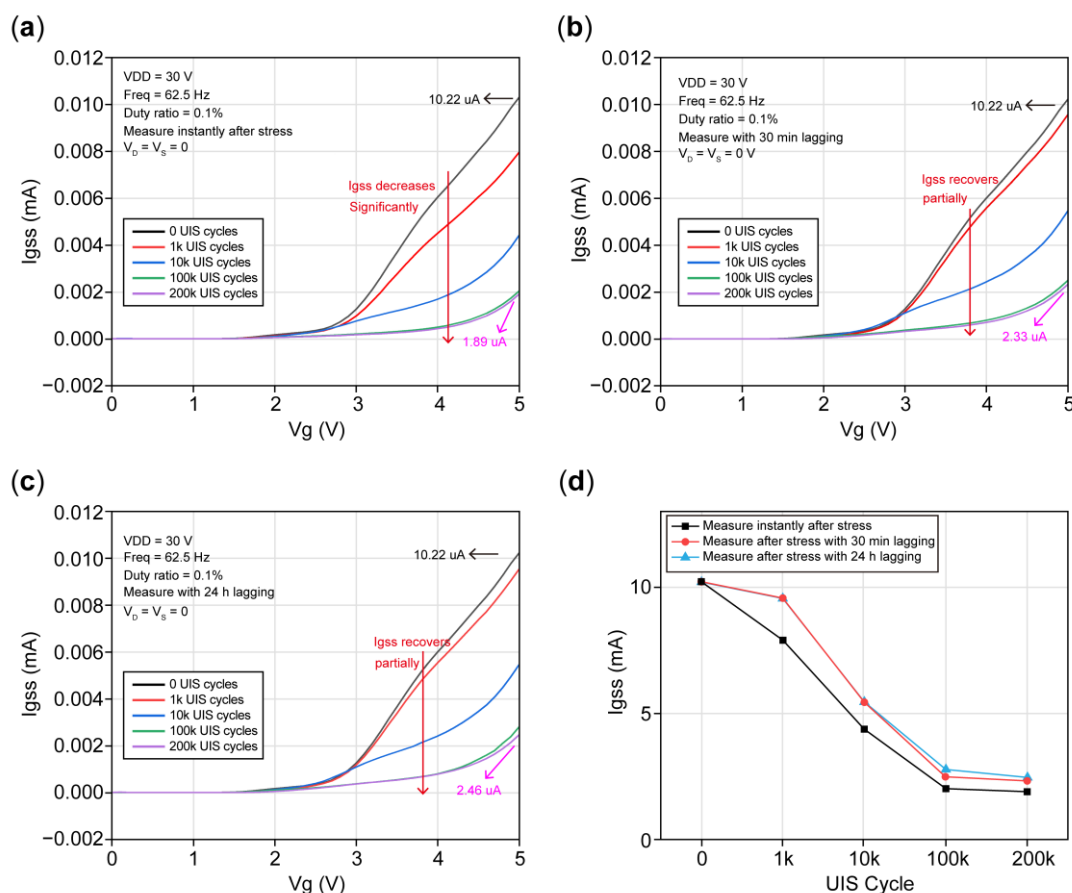 (a)
0.012
0.010
0.008
0.006
0.004
0.002
0.000
−0.002
Igss (mA)
VDD = 30 V
Freq = 62.5 Hz
Duty ratio = 0.1%
Measure instantly after stress
V_D = V_S = 0
10.22 uA
Igss decreases
Significantly
0 UIS cycles
1k UIS cycles
10k UIS cycles
100k UIS cycles
200k UIS cycles
1.89 uA
0 1 2 3 4 5
Vg (V)
(b)
0.012
0.010
0.008
0.006
0.004
0.002
0.000
−0.002
Igss (mA)
VDD = 30 V
Freq = 62.5 Hz
Duty ratio = 0.1%
Measure with 30 min lagging
V_D = V_S = 0 V
10.22 uA
Igss recovers
partially
0 UIS cycles
1k UIS cycles
10k UIS cycles
100k UIS cycles
200k UIS cycles
2.33 uA
0 1 2 3 4 5
Vg (V)
(c)
0.012
0.010
0.008
0.006
0.004
0.002
0.000
−0.002
Igss (mA)
VDD = 30 V
Freq = 62.5 Hz
Duty ratio = 0.1%
Measure with 24 h lagging
V_D = V_S = 0
10.22 uA
Igss recovers
partially
0 UIS cycles
1k UIS cycles
10k UIS cycles
100k UIS cycles
200k UIS cycles
2.46 uA
0 1 2 3 4 5
Vg (V)
(d)
Measure instantly after stress
Measure after stress with 30 min lagging
Measure after stress with 24 h lagging
10
5
0
Igss (mA)
0 1k 10k 100k 200k
UIS Cycle